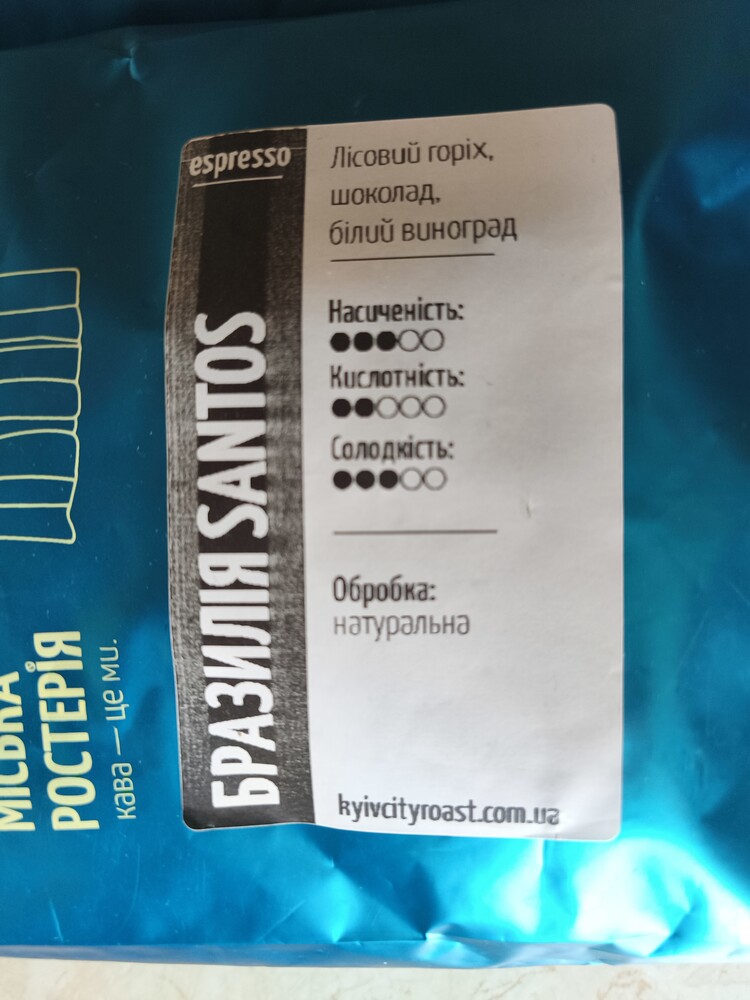 espresso
БРАЗИЛІЯ SANTOS
Лісовий горіх,
шоколад,
білий виноград
Насиченість:
Кислотність:
Солодкість:
Обробка:
натуральна
kyivcityroast.com.ua
МІСЬКА
РОСТЕРІЯ
кава — це ми.